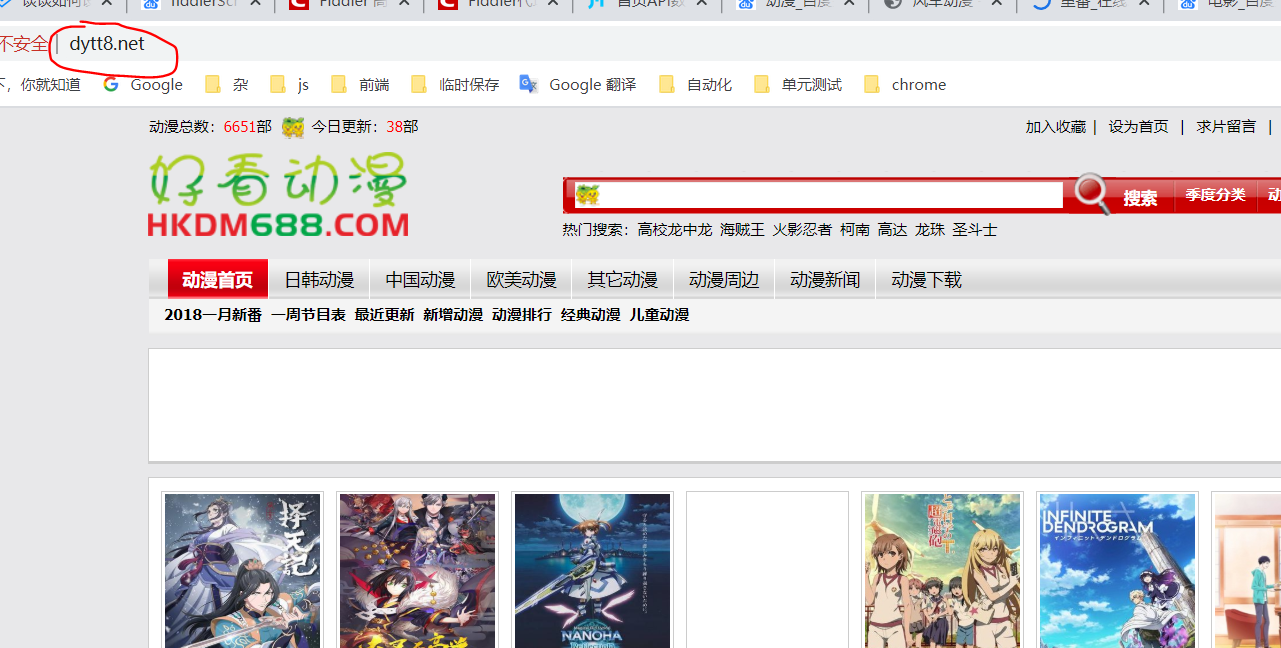 fiddlerSc
Fiddler 高
Fiddler
首页API数
动漫_百度
风车动漫
里番_在线
电影_百度
不安全 | dytt8.net
下，你就知道 Google 杂 js 前端 临时保存 Google 翻译 自动化 单元测试 chrome
动漫总数：6651部 今日更新：38部
加入收藏 | 设为首页 | 求片留言 |
好看动漫
HKDM688.COM
搜索 季度分类 动
热门搜索：高校龙中龙 海贼王 火影忍者 柯南 高达 龙珠 圣斗士
动漫首页 日韩动漫 中国动漫 欧美动漫 其它动漫 动漫周边 动漫新闻 动漫下载
2018一月新番 一周节目表 最近更新 新增动漫 动漫排行 经典动漫 儿童动漫
择天记
NANOHA
超電磁砲
INFINITE
DENDROGRAM
インフィニット・デンドログラム